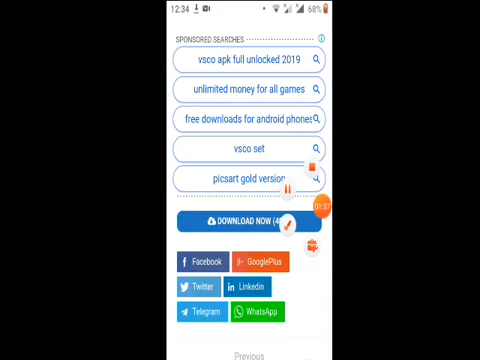 12:34
68%
SPONSORED SEARCHES
vsco apk full unlocked 2019
unlimited money for all games
free downloads for android phones
vsco set
picsart gold version
01:37
DOWNLOAD NOW (4
Facebook
GooglePlus
Twitter
Linkedin
Telegram
WhatsApp
Previous